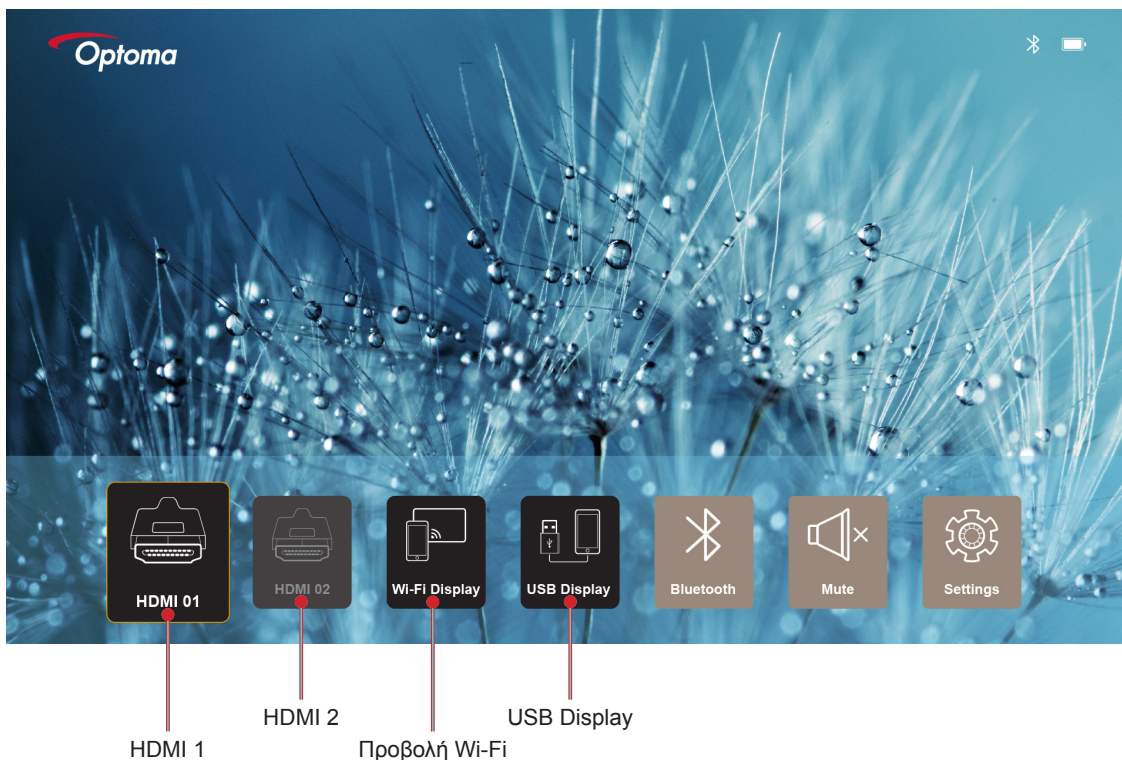 Optoma
HDMI 01
HDMI 02
Wi-Fi Display
USB Display
Bluetooth
Mute
Settings
HDMI 2
USB Display
HDMI 1
Προβολή Wi-Fi